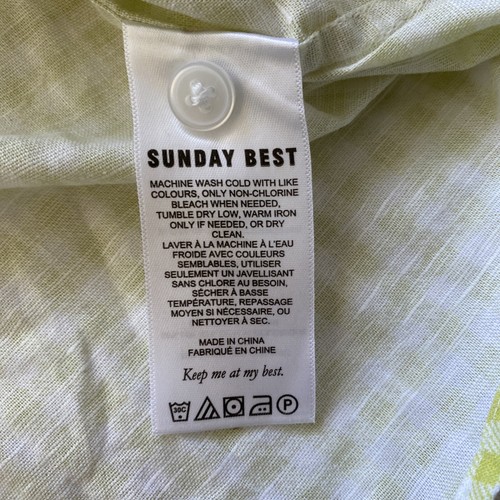 SUNDAY BEST
MACHINE WASH COLD WITH LIKE
COLOURS, ONLY NON-CHLORINE
BLEACH WHEN NEEDED,
TUMBLE DRY LOW, WARM IRON
ONLY IF NEEDED, OR DRY
CLEAN.
LAVER À LA MACHINE À L'EAU
FROIDE AVEC COULEURS
SEMBLABLES, UTILISER
SEULEMENT UN JAVELLISANT
SANS CHLORE AU BESOIN,
SÉCHER À BASSE
TEMPÉRATURE, REPASSAGE
MOYEN SI NÉCESSAIRE, OU
NETTOYER À SEC.
MADE IN CHINA
FABRIQUÉ EN CHINE
Keep me at my best.
30C P